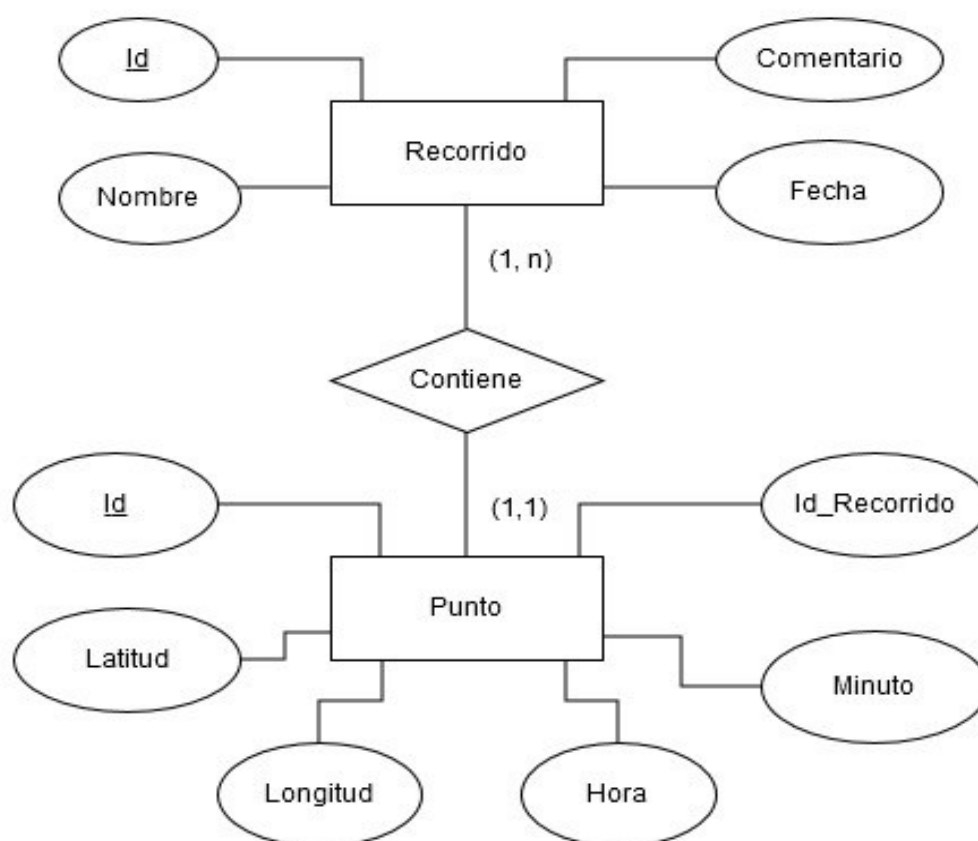 Id
Comentario
Recorrido
Nombre
Fecha
(1, n)
Contiene
Id
(1,1)
Id_Recorrido
Punto
Latitud
Minuto
Longitud
Hora